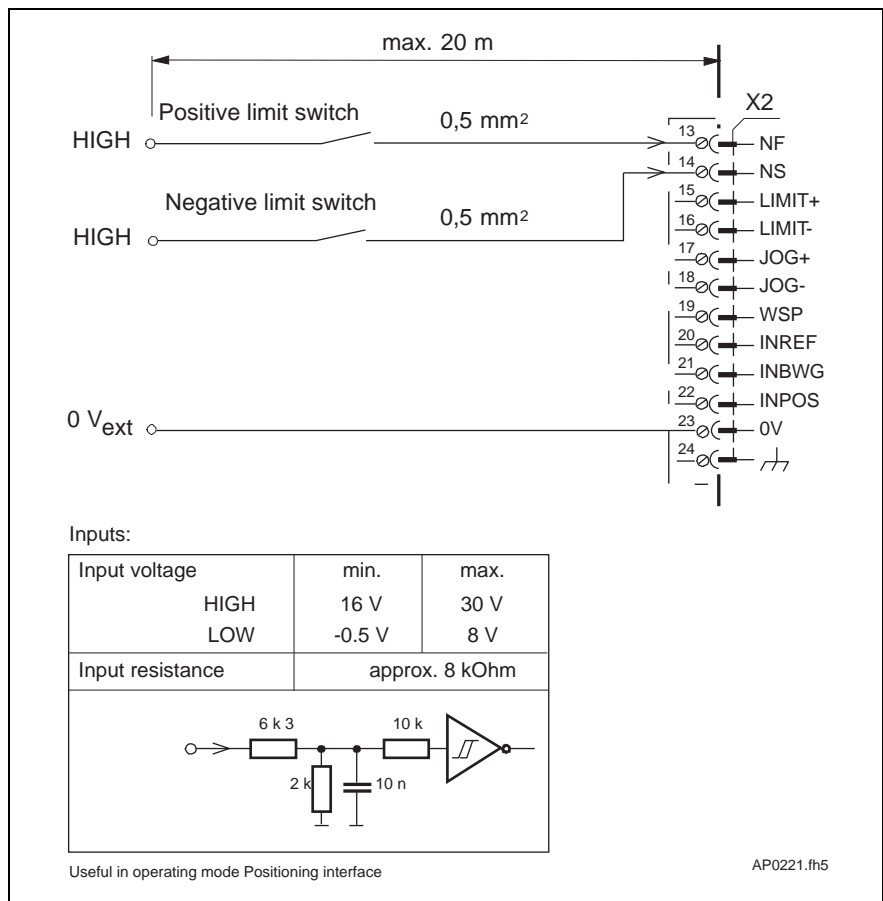 max. 20 m
X2
Positive limit switch
0,5 mm2
HIGH
13
NF
14
NS
Negative limit switch
0,5 mm2
HIGH
15
LIMIT+
16
LIMIT-
17
JOG+
18
JOG-
19
WSP
20
INREF
21
INBWG
22
INPOS
0 Vext
23
0V
24
Inputs:
Input voltage min. max.
HIGH 16 V 30 V
LOW -0.5 V 8 V
Input resistance approx. 8 kOhm
6 k 3
10 k
2 k
10 n
Useful in operating mode Positioning interface
AP0221.fh5